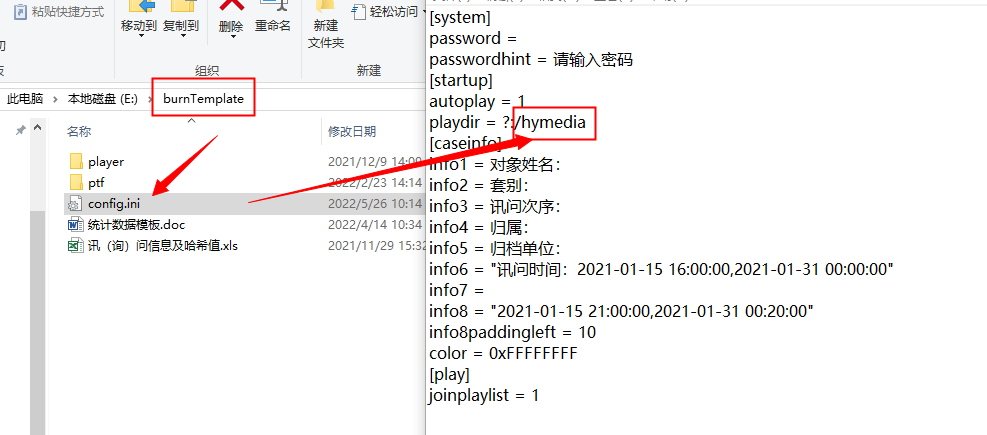 粘贴快捷方式
移动到 复制到 删除 重命名 新建
文件夹
轻松访问
组织 新建
此电脑 本地磁盘 (E:) burnTemplate
名称 修改日期
player 2021/12/9 14:09
ptf 2022/2/23 14:14
config.ini 2022/5/26 10:14
统计数据模板.doc 2022/4/14 10:34
讯（询）问信息及哈希值.xls 2021/11/29 15:32
[system]
password =
passwordhint = 请输入密码
[startup]
autoplay = 1
playdir = ?:/hymedia
[caseinfo]
info1 = 对象姓名：
info2 = 套别：
info3 = 讯问次序：
info4 = 归属：
info5 = 归档单位：
info6 = "讯问时间：2021-01-15 16:00:00,2021-01-31 00:00:00"
info7 =
info8 = "2021-01-15 21:00:00,2021-01-31 00:20:00"
info8paddingleft = 10
color = 0xFFFFFFFF
[play]
joinplaylist = 1